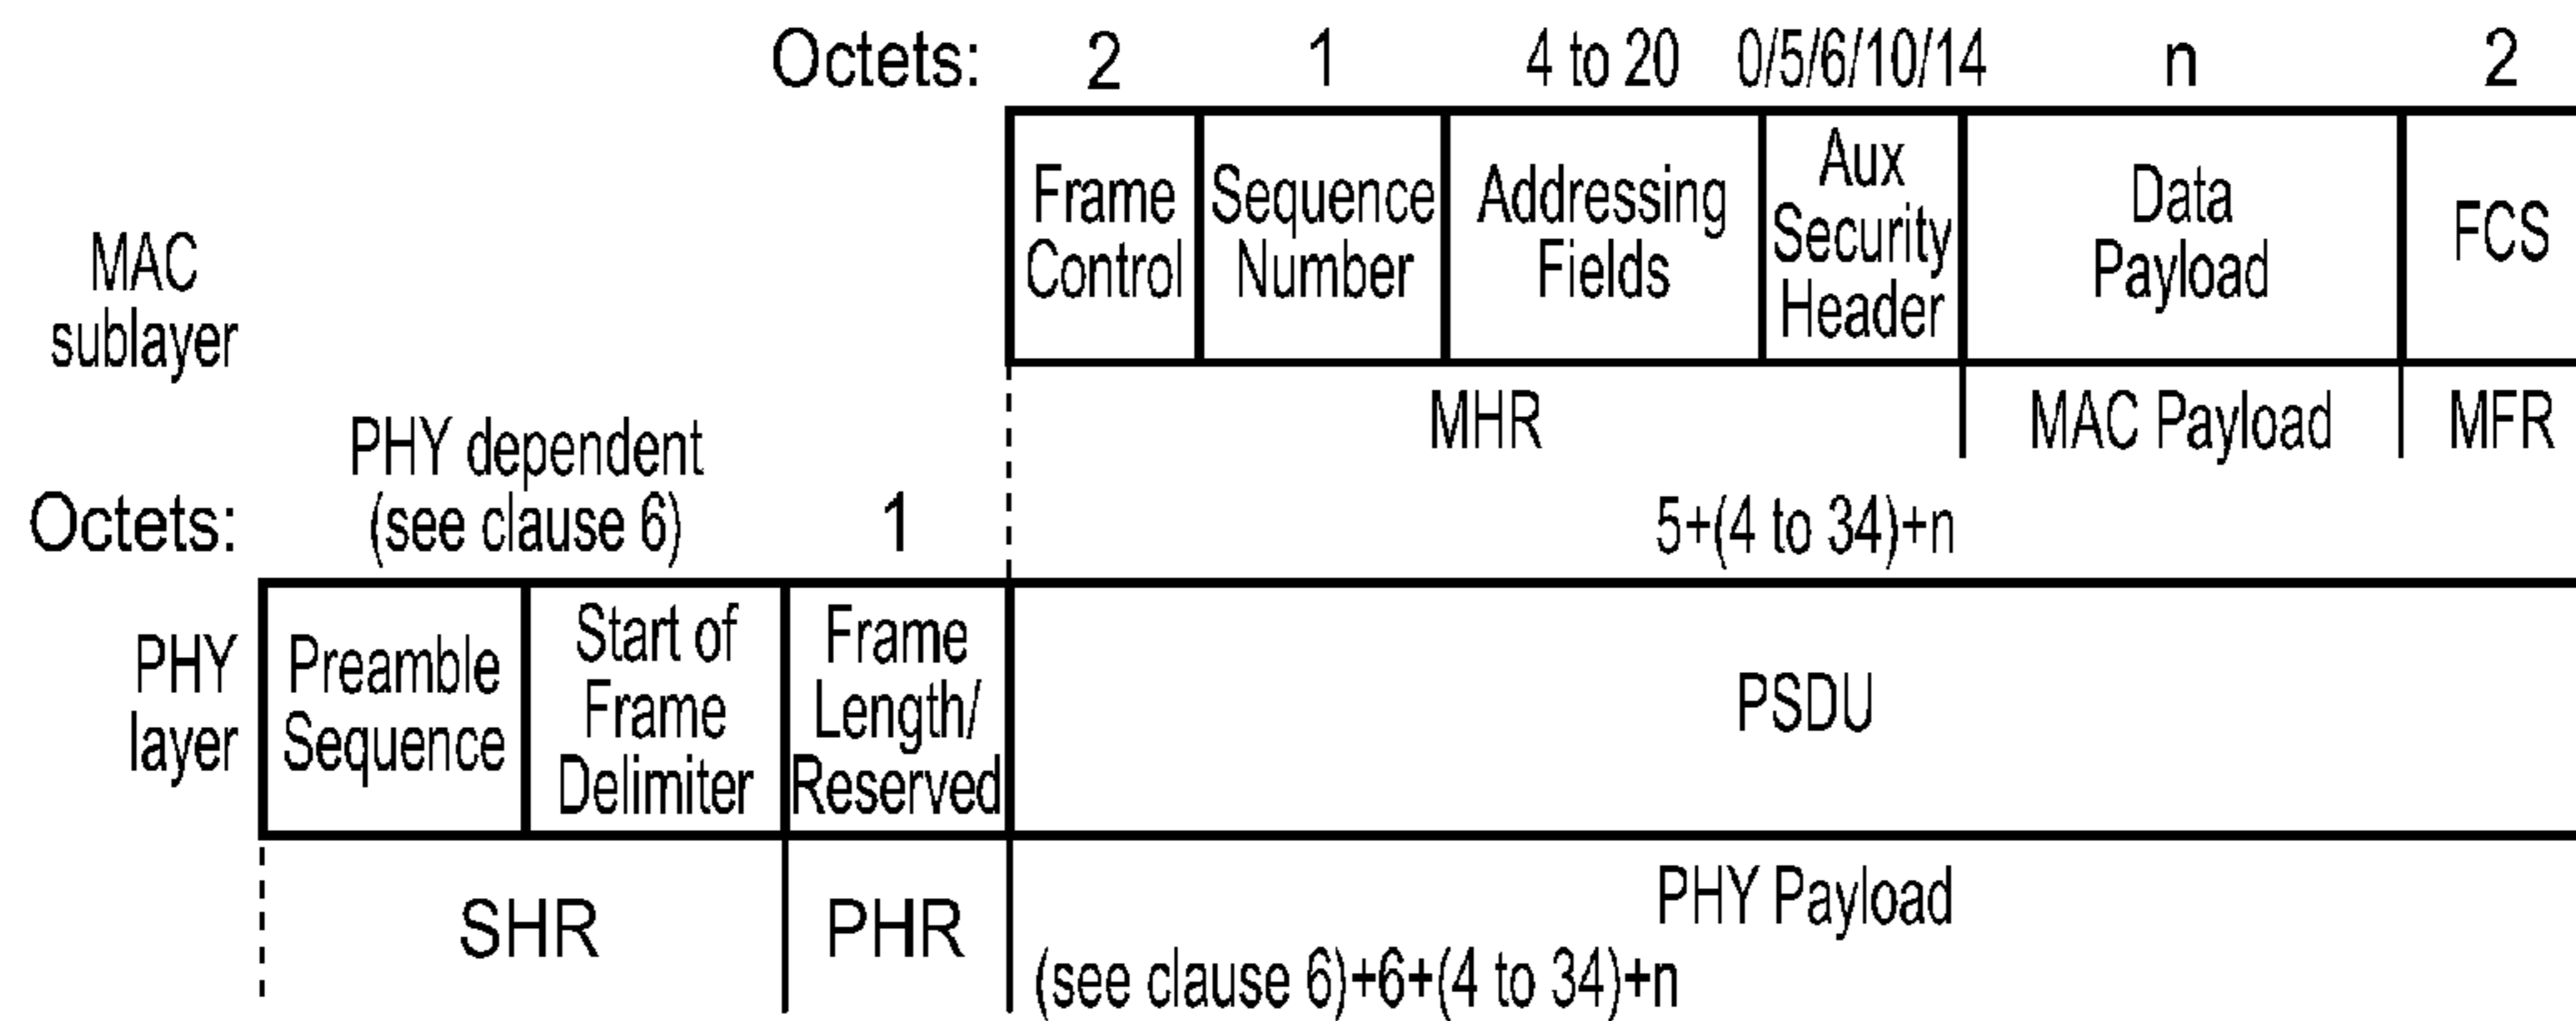 Octets: 2 1 4 to 20 0/5/6/10/14 n 2
MAC
sublayer
Frame
Control
Sequence
Number
Addressing
Fields
Aux
Security
Header
Data
Payload
FCS
MHR MAC Payload MFR
Octets:
PHY dependent
(see clause 6)
1
5+(4 to 34)+n
PHY
layer
Preamble
Sequence
Start of
Frame
Delimiter
Frame
Length/
Reserved
PSDU
SHR PHR
PHY Payload
(see clause 6)+6+(4 to 34)+n